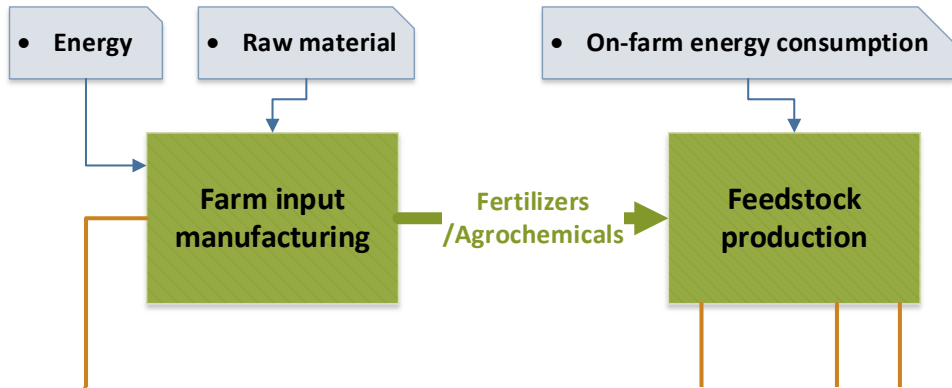 • Energy
• Raw material
• On-farm energy consumption
Farm input
manufacturing
Fertilizers
/Agrochemicals
Feedstock
production